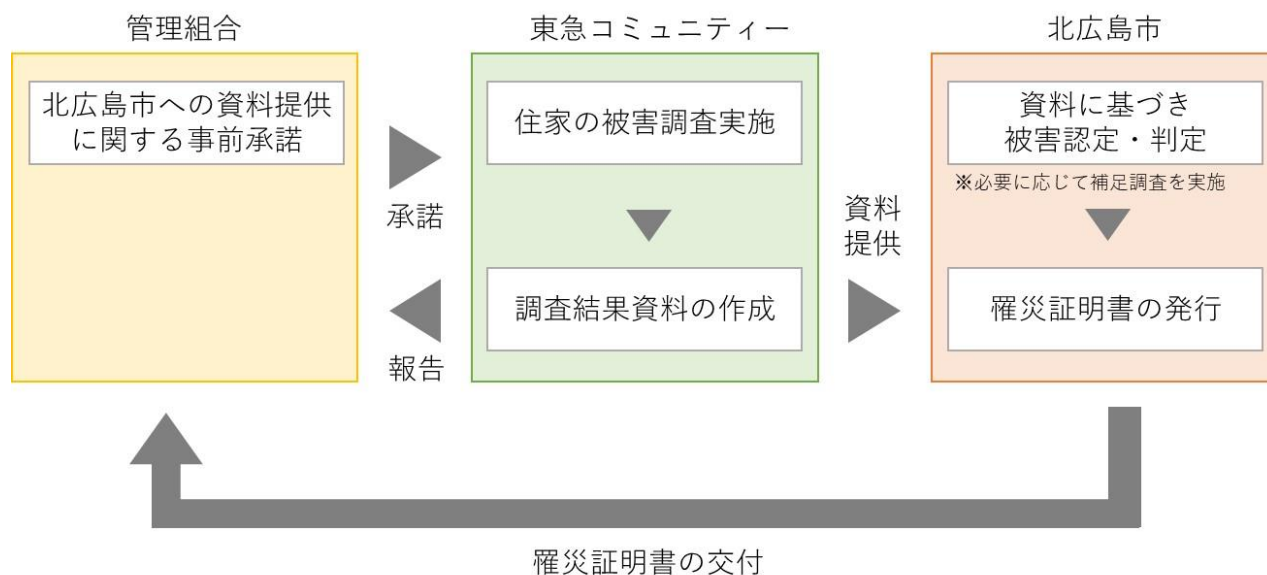 管理組合
北広島市への資料提供
に関する事前承諾
承諾
報告
東急コミュニティー
住家の被害調査実施
調査結果資料の作成
資料
提供
北広島市
資料に基づき
被害認定・判定
※必要に応じて補足調査を実施
罹災証明書の発行
罹災証明書の交付